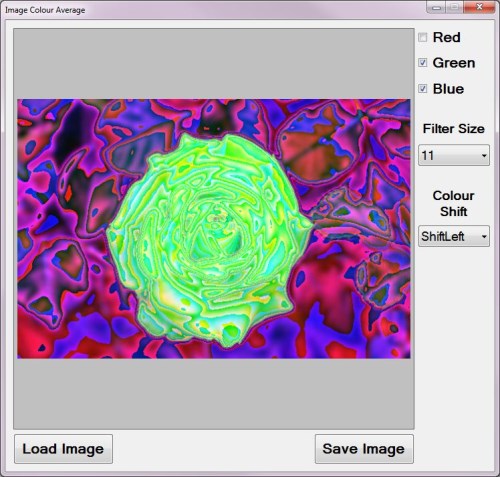 Image Colour Average
Red
Green
Blue
Filter Size
11
Colour
Shift
ShiftLeft
Load Image
Save Image